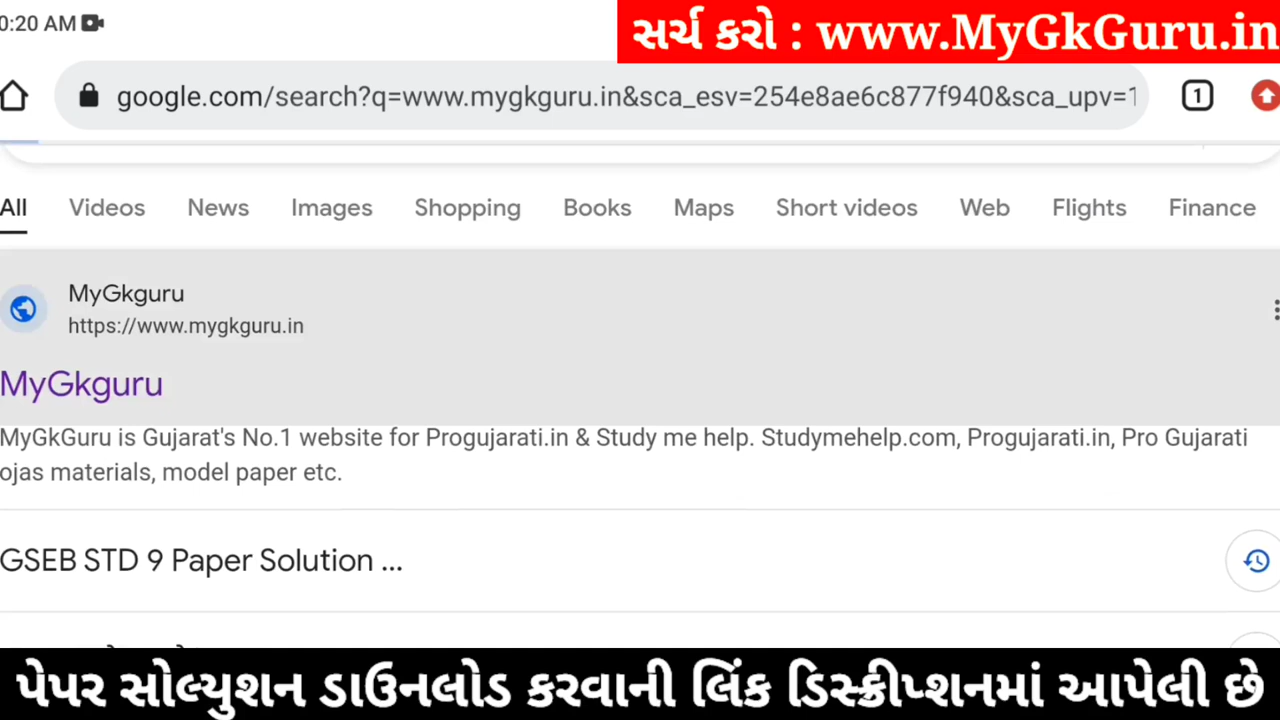 0:20 AM
સર્ચ કરો : www.MyGkGuru.in
google.com/search?q=www.mygkguru.in&sca_esv=254e8ae6c877f940&sca_upv=1
1
All Videos News Images Shopping Books Maps Short videos Web Flights Finance
MyGkguru
https://www.mygkguru.in
MyGkguru
MyGkGuru is Gujarat's No.1 website for Progujarati.in & Study me help. Studymehelp.com, Progujarati.in, Pro Gujarati
ojas materials, model paper etc.
GSEB STD 9 Paper Solution ...
પેપર સોલ્યુશન ડાઉનલોડ કરવાની લિંક ડિસ્ક્રીપ્શનમાં આપેલી છે